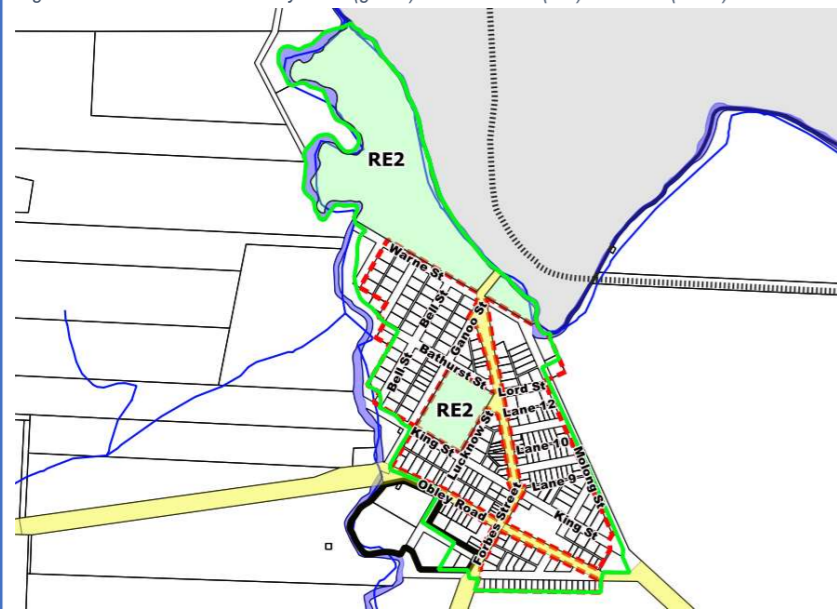 RE2
Warne St
Bell St
Ganoo St
Bathurst St
Bell St
Lord St
RE2
Lane-12
Lucknow St
King St
Lane-10
Molong St
Lane-9
Obley Road
Forbes Street
King St